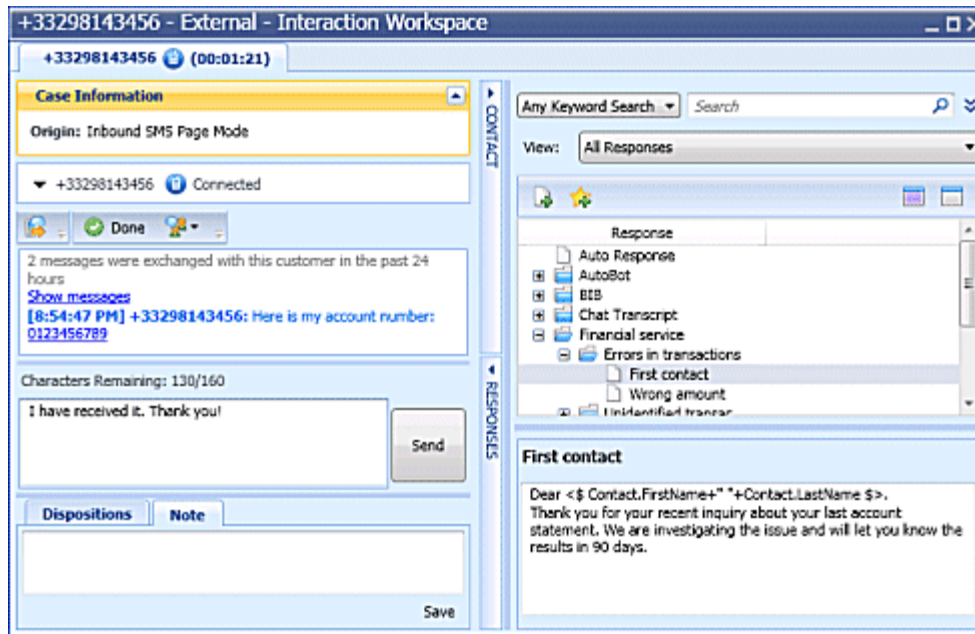 +33298143456 - External - Interaction Workspace
+33298143456 (00:01:21)
Case Information
Origin: Inbound SMS Page Mode
+33298143456 Connected
Done
2 messages were exchanged with this customer in the past 24
hours
Show messages
[8:54:47 PM] +33298143456: Here is my account number:
0123456789
Characters Remaining: 130/160
I have received it. Thank you!
Send
Dispositions Note
Save
CONTACT
RESPONSES
Any Keyword Search Search
View: All Responses
Response
Auto Response
AutoBot
BIB
Chat Transcript
Financial service
Errors in transactions
First contact
Wrong amount
Unidentified transac
First contact
Dear <$ Contact.FirstName+" "+Contact.LastName $>.
Thank you for your recent inquiry about your last account
statement. We are investigating the issue and will let you know the
results in 90 days.